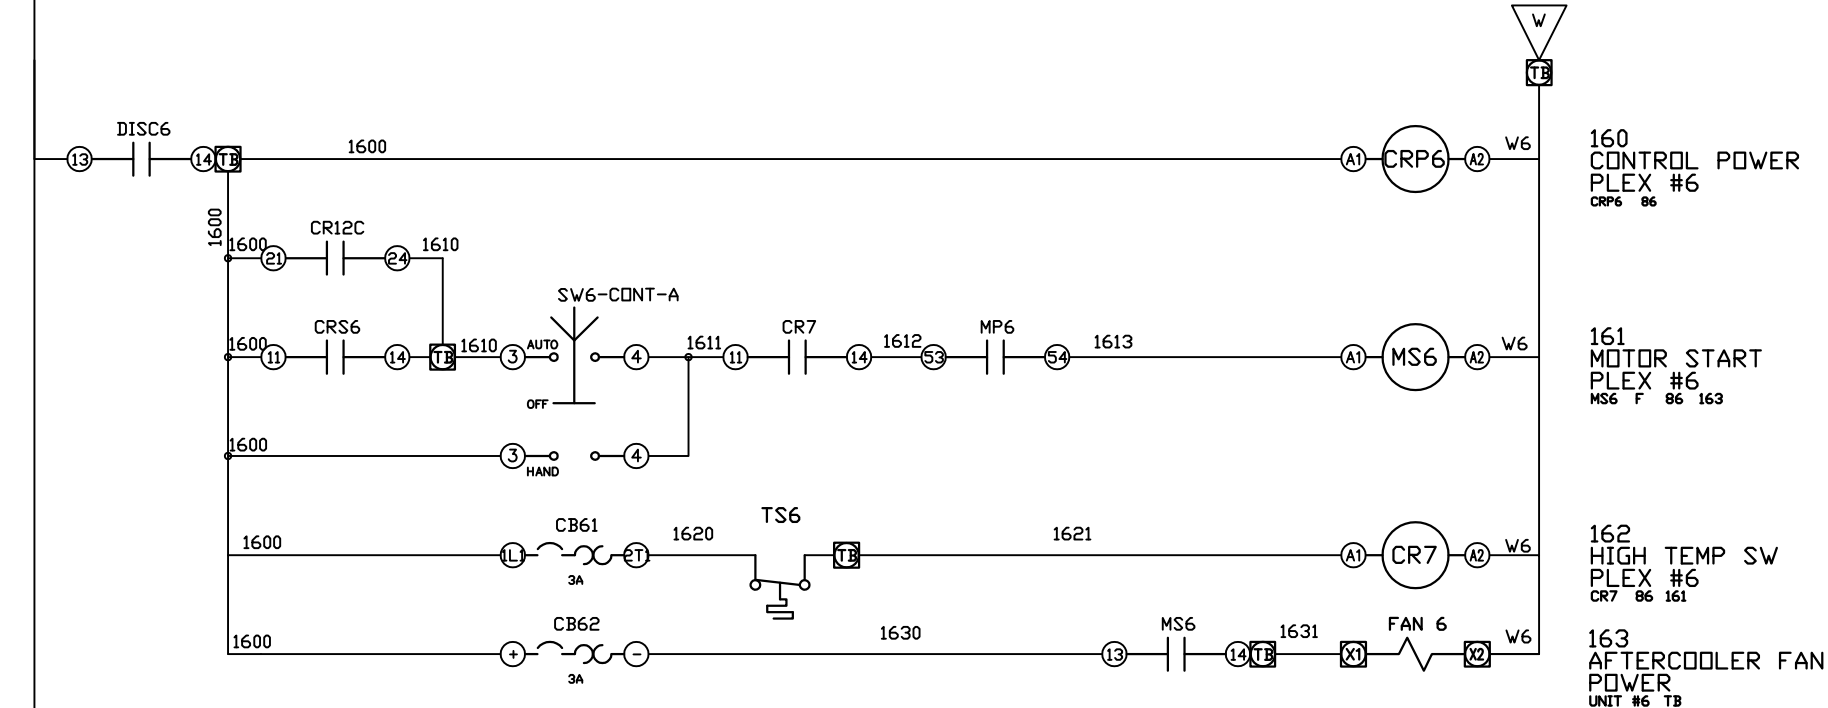 W
TB
DISC6
13
14 TB
1600
A1
CRP6
A2
W6
160
CONTROL POWER
PLEX #6
CRP6 86
1600
CR12C
1600
21
24
1610
SW6-CONT-A
CRS6
1600
11
14
TB
1610
3
AUTO
OFF
4
1611
11
CR7
14
1612
53
MP6
54
1613
A1
MS6
A2
W6
161
MOTOR START
PLEX #6
MS6 F 86 163
1600
3
HAND
4
1600
1L1
CB61
3A
2T1
1620
TS6
TB
1621
A1
CR7
A2
W6
162
HIGH TEMP SW
PLEX #6
CR7 86 161
1600
+
CB62
3A
-
1630
13
MS6
14 TB
1631
X1
FAN 6
X2
W6
163
AFTERCOOLER FAN
POWER
UNIT #6 TB